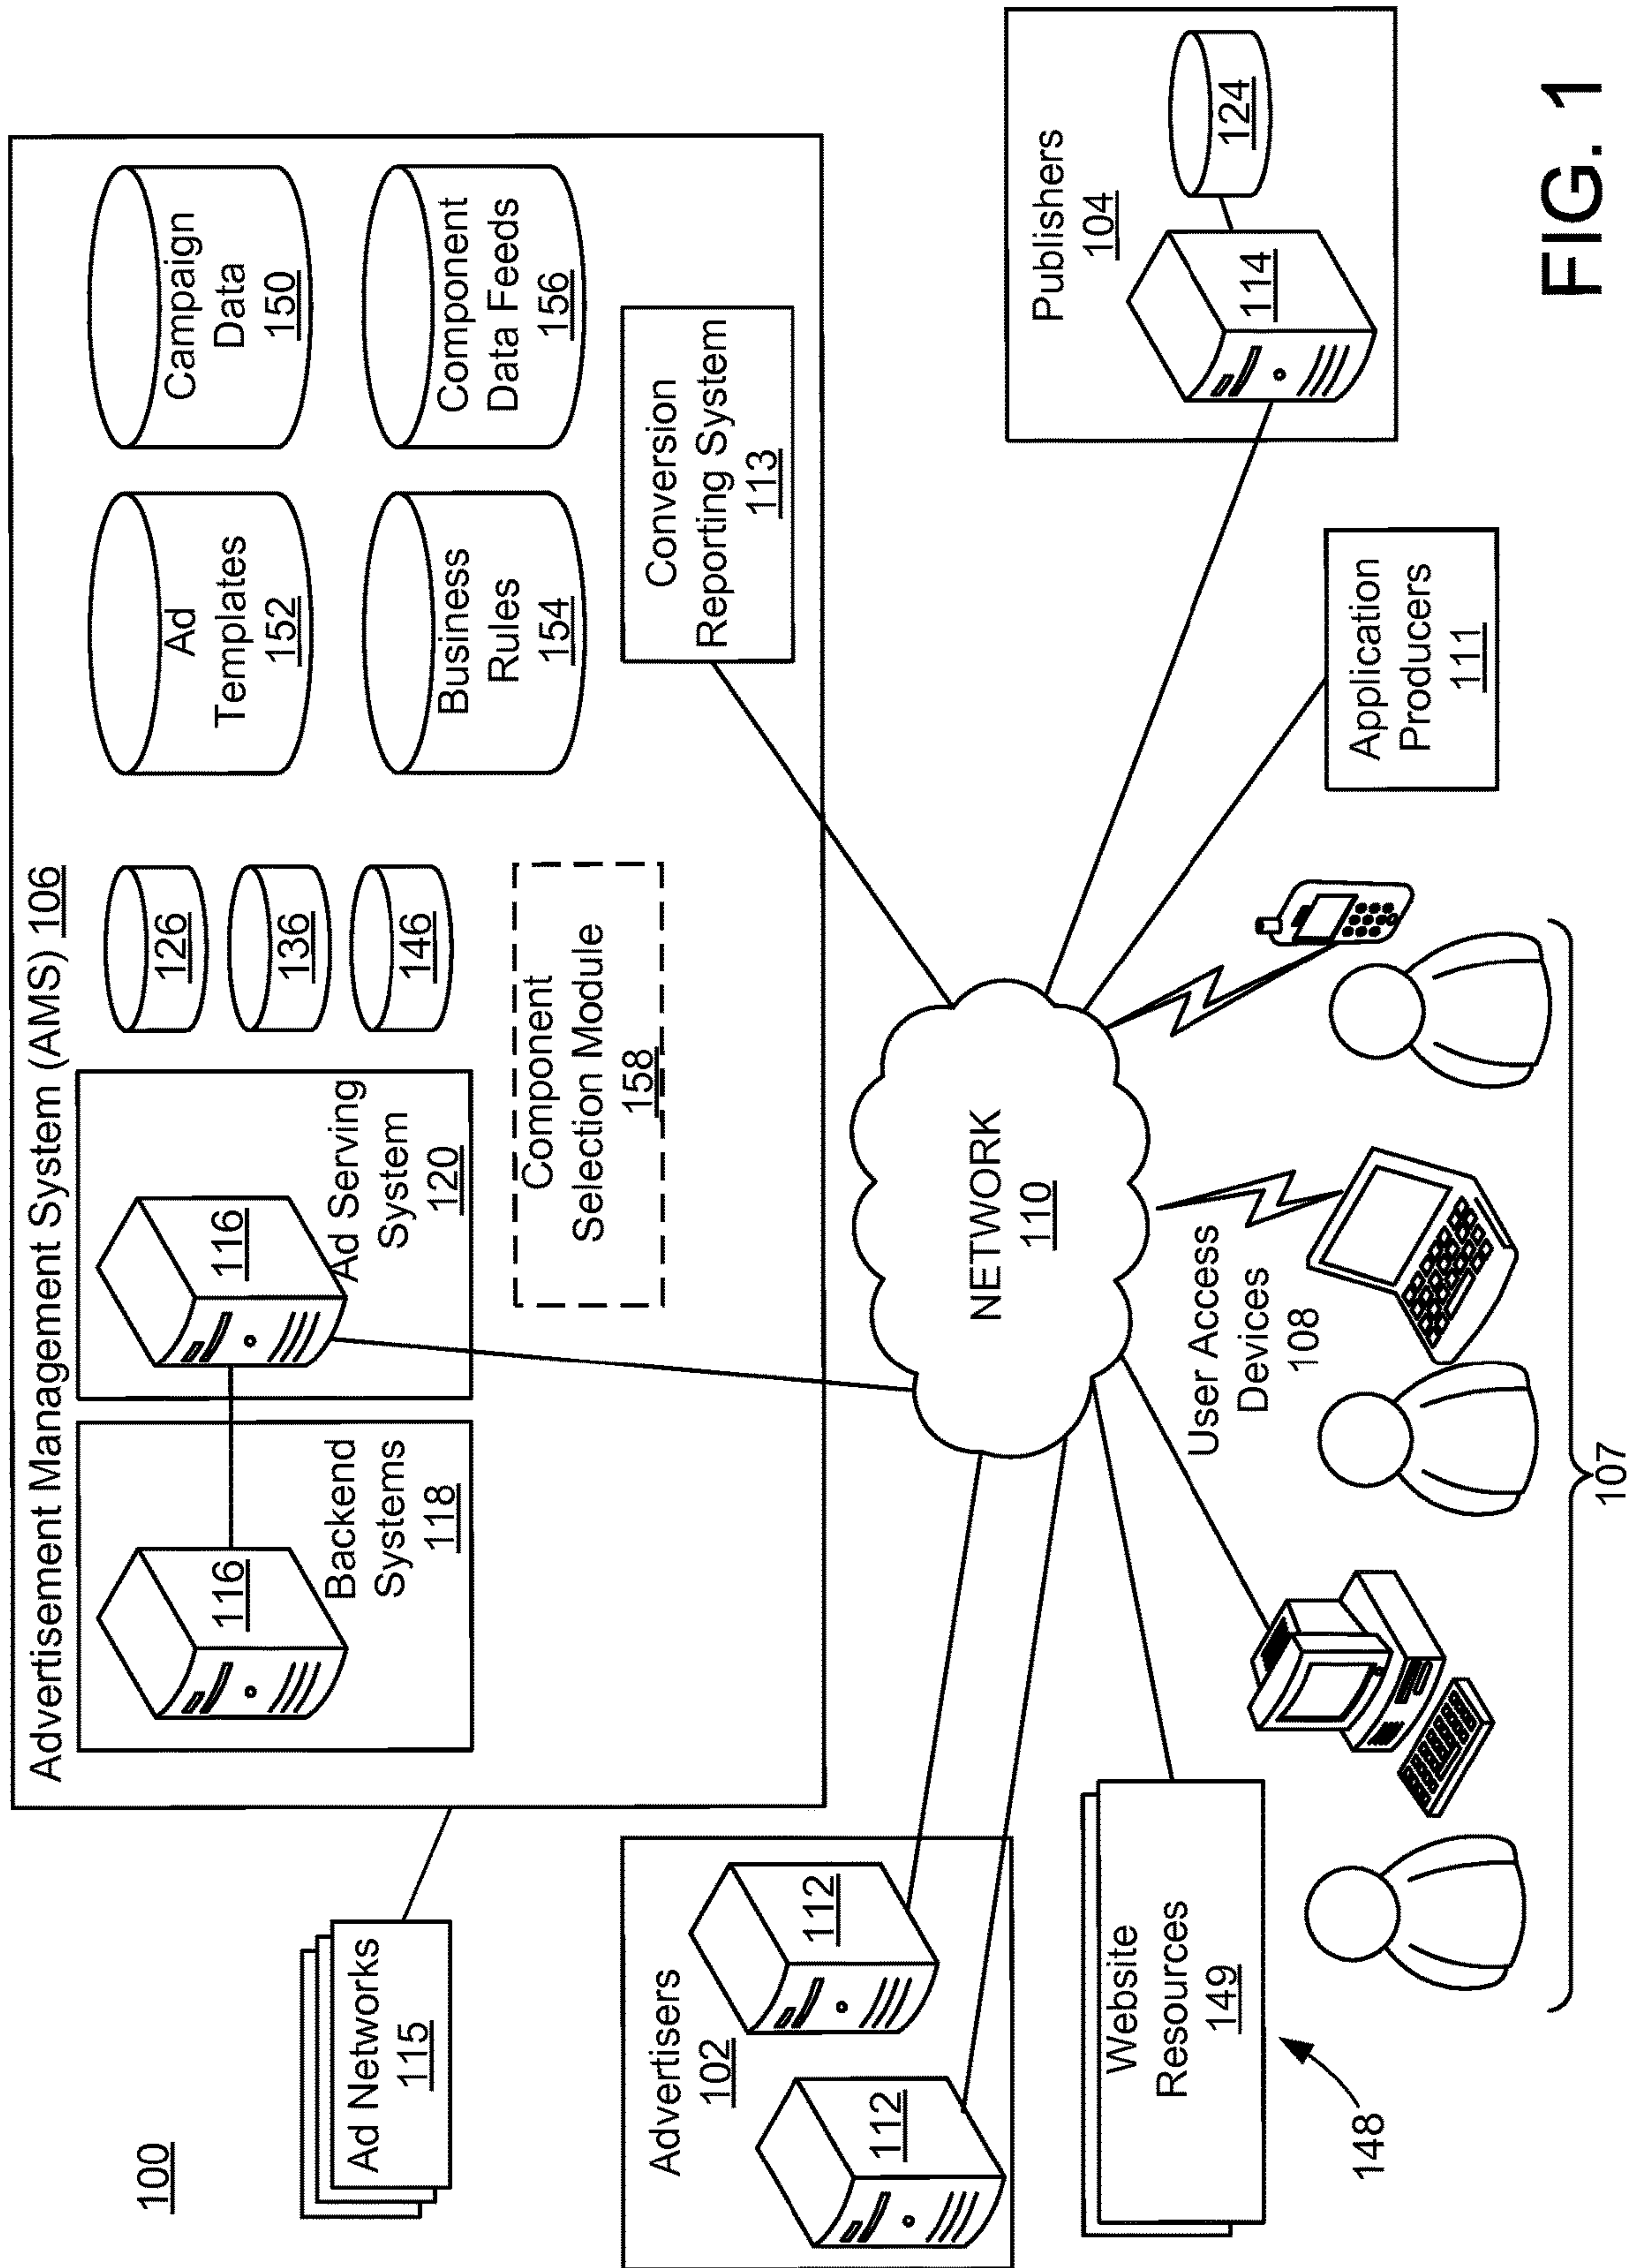 100
Advertisement Management System (AMS) 106
Ad Networks
115
116
Backend
Systems
118
116
Ad Serving
System
120
126
136
146
Ad
Templates
152
Campaign
Data
150
Business
Rules
154
Component
Data Feeds
156
Component
Selection Module
158
Conversion
Reporting System
113
Advertisers
102
112
112
NETWORK
110
Publishers
104
114
124
Website
Resources
149
148
User Access
Devices
108
Application
Producers
111
107
FIG. 1